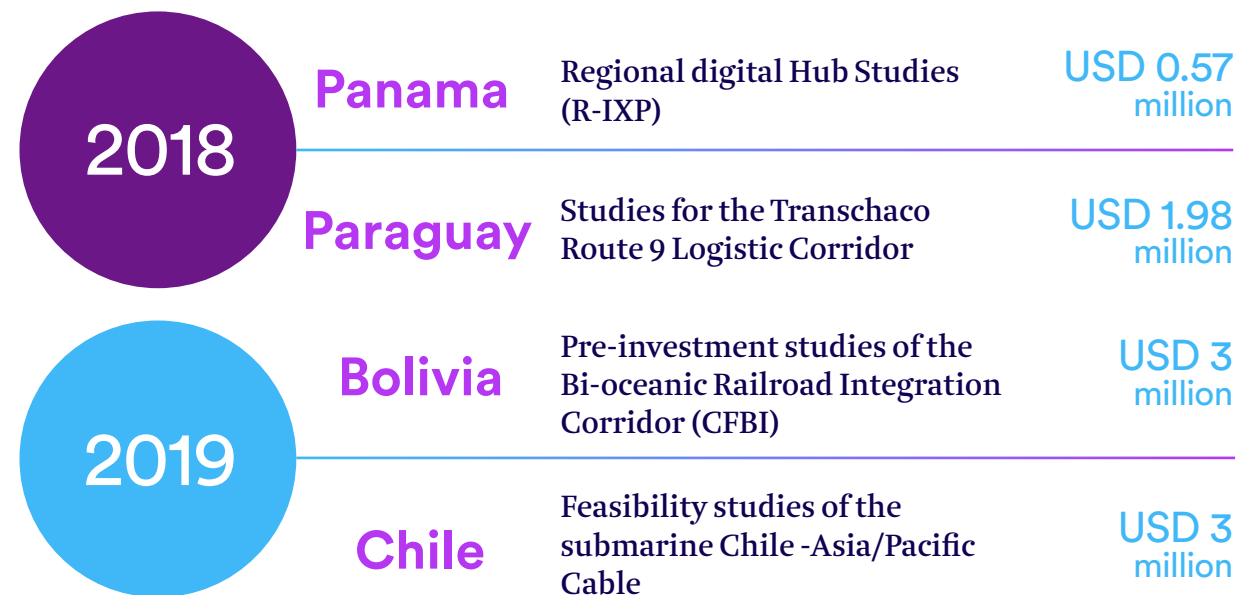 2018
Panama
Regional digital Hub Studies
(R-IXP)
USD 0.57
million
Paraguay
Studies for the Transchaco
Route 9 Logistic Corridor
USD 1.98
million
2019
Bolivia
Pre-investment studies of the
Bi-oceanic Railroad Integration
Corridor (CFBI)
USD 3
million
Chile
Feasibility studies of the
submarine Chile -Asia/Pacific
Cable
USD 3
million